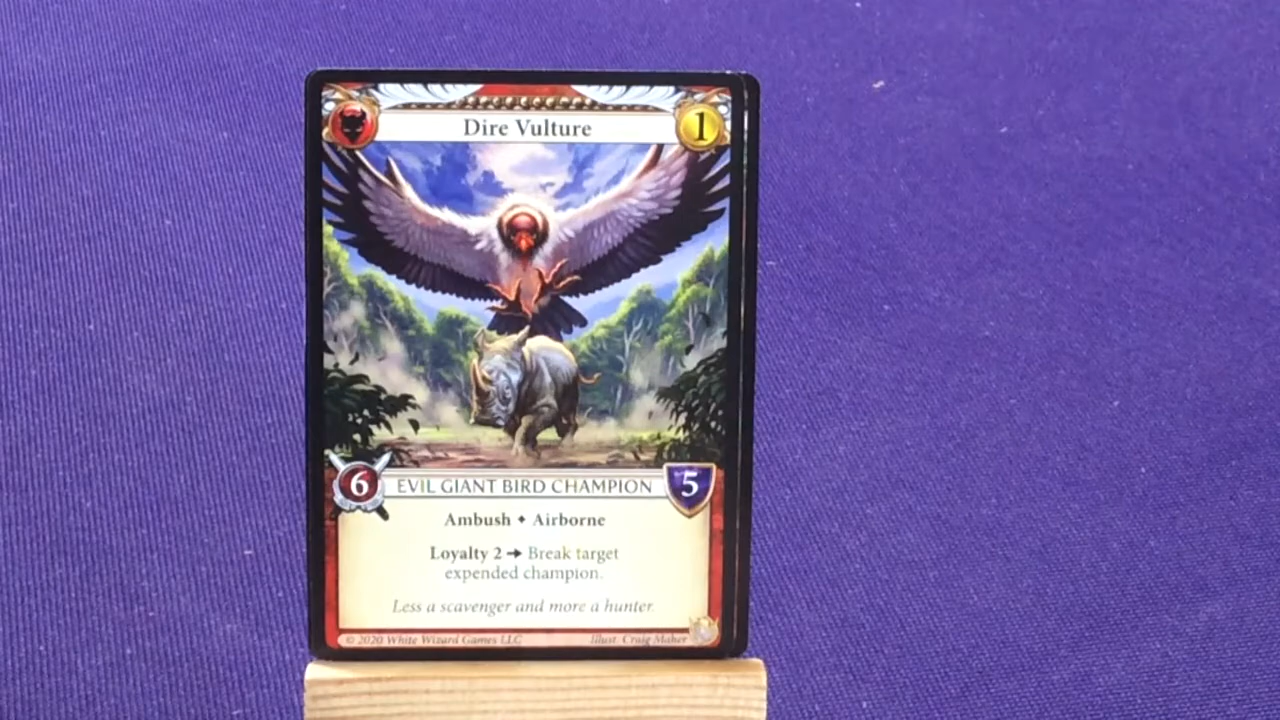 Dire Vulture
1
6
EVIL GIANT BIRD CHAMPION
5
Ambush ✦ Airborne
Loyalty 2 ➔ Break target
expended champion.
Less a scavenger and more a hunter.
© 2020 White Wizard Games LLC
Illust. Craig Maher